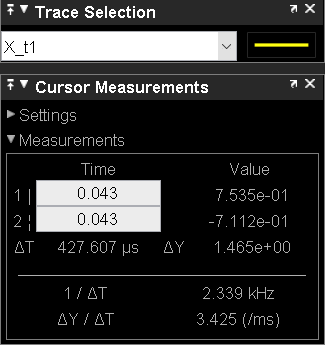 Trace Selection
X_t1
Cursor Measurements
Settings
Measurements
Time Value
1 | 0.043 7.535e-01
2 ¦ 0.043 -7.112e-01
ΔT 427.607 µs ΔY 1.465e+00
1 / ΔT 2.339 kHz
ΔY / ΔT 3.425 (/ms)